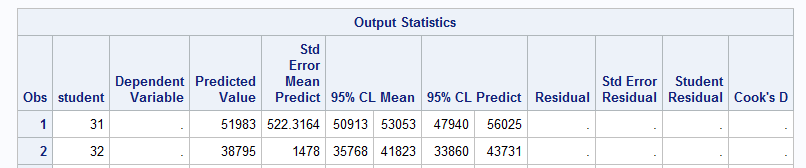 Output Statistics
Obs student Dependent Variable Predicted Value Std Error Mean Predict 95% CL Mean 95% CL Predict Residual Std Error Residual Student Residual Cook's D
1 31 . 51983 522.3164 50913 53053 47940 56025 . . . .
2 32 . 38795 1478 35768 41823 33860 43731 . . . .